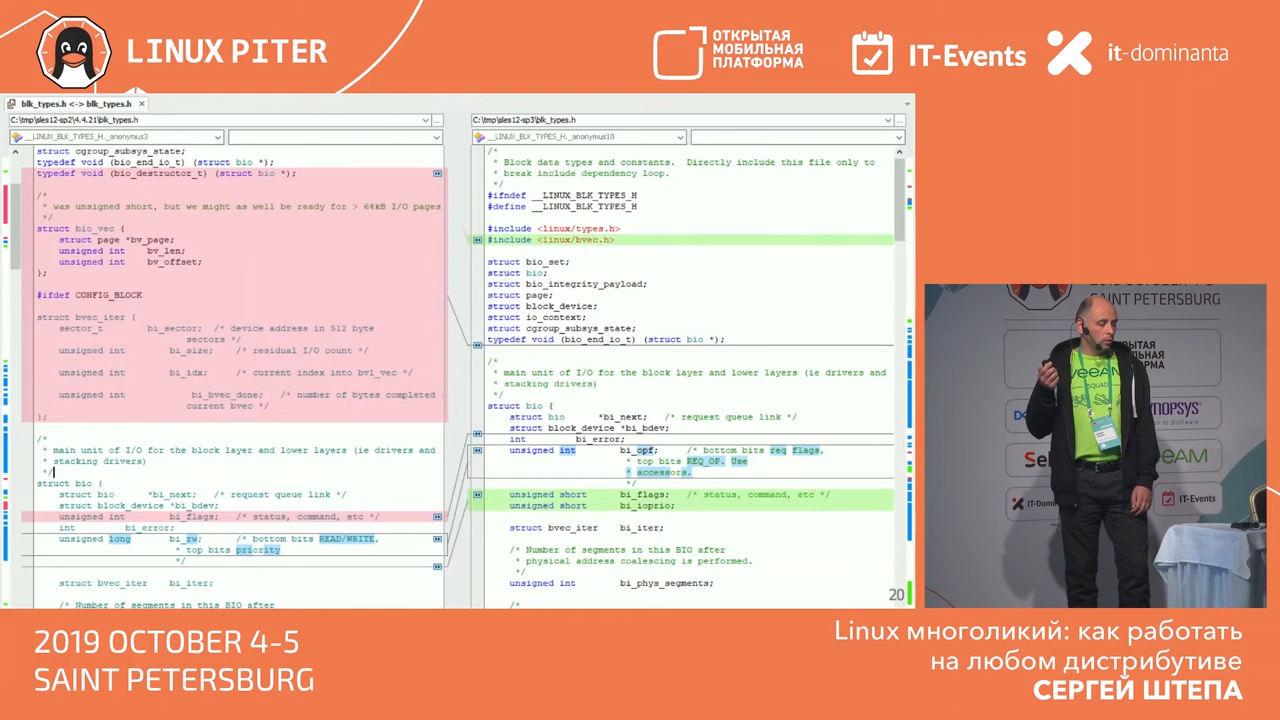 LINUX PITER
ОТКРЫТАЯ
МОБИЛЬНАЯ
ПЛАТФОРМА
IT-Events
it-dominanta
blk_types.h <-> blk_types.h
C:\tmp\sles12-sp2\4.4.21\blk_types.h
__LINUX_BLK_TYPES_H._anonymus3
struct cgroup_subsys_state;
typedef void (bio_end_io_t) (struct bio *);
typedef void (bio_destructor_t) (struct bio *);
/*
* was unsigned short, but we might as well be ready for > 64kB I/O pages
*/
struct bio_vec {
struct page *bv_page;
unsigned int bv_len;
unsigned int bv_offset;
};
#ifdef CONFIG_BLOCK
struct bvec_iter {
sector_t bi_sector; /* device address in 512 byte
sectors */
unsigned int bi_size; /* residual I/O count */
unsigned int bi_idx; /* current index into bvl_vec */
unsigned int bi_bvec_done; /* number of bytes completed
current bvec */
};
/*
* main unit of I/O for the block layer and lower layers (ie drivers and
* stacking drivers)
*/
struct bio {
struct bio *bi_next; /* request queue link */
struct block_device *bi_bdev;
unsigned int bi_flags; /* status, command, etc */
int bi_error;
unsigned long bi_rw; /* bottom bits READ/WRITE,
* top bits priority
*/
struct bvec_iter bi_iter;
/* Number of segments in this BIO after
C:\tmp\sles12-sp3\blk_types.h
__LINUX_BLK_TYPES_H._anonymus10
/*
* Block data types and constants. Directly include this file only to
* break include dependency loop.
*/
#ifndef __LINUX_BLK_TYPES_H
#define __LINUX_BLK_TYPES_H
#include <linux/types.h>
#include <linux/bvec.h>
struct bio_set;
struct bio;
struct bio_integrity_payload;
struct page;
struct block_device;
struct io_context;
struct cgroup_subsys_state;
typedef void (bio_end_io_t) (struct bio *);
/*
* main unit of I/O for the block layer and lower layers (ie drivers and
* stacking drivers)
*/
struct bio {
struct bio *bi_next; /* request queue link */
struct block_device *bi_bdev;
int bi_error;
unsigned int bi_opf; /* bottom bits req flags,
* top bits REQ_OP. Use
* accessors.
*/
unsigned short bi_flags; /* status, command, etc */
unsigned short bi_ioprio;
struct bvec_iter bi_iter;
/* Number of segments in this BIO after
* physical address coalescing is performed.
*/
unsigned int bi_phys_segments;
/*
20
SAINT PETERSBURG
VEEAM
SQUAD
IT-Events
2019 OCTOBER 4-5
SAINT PETERSBURG
Linux многоликий: как работать
на любом дистрибутиве
СЕРГЕЙ ШТЕПА